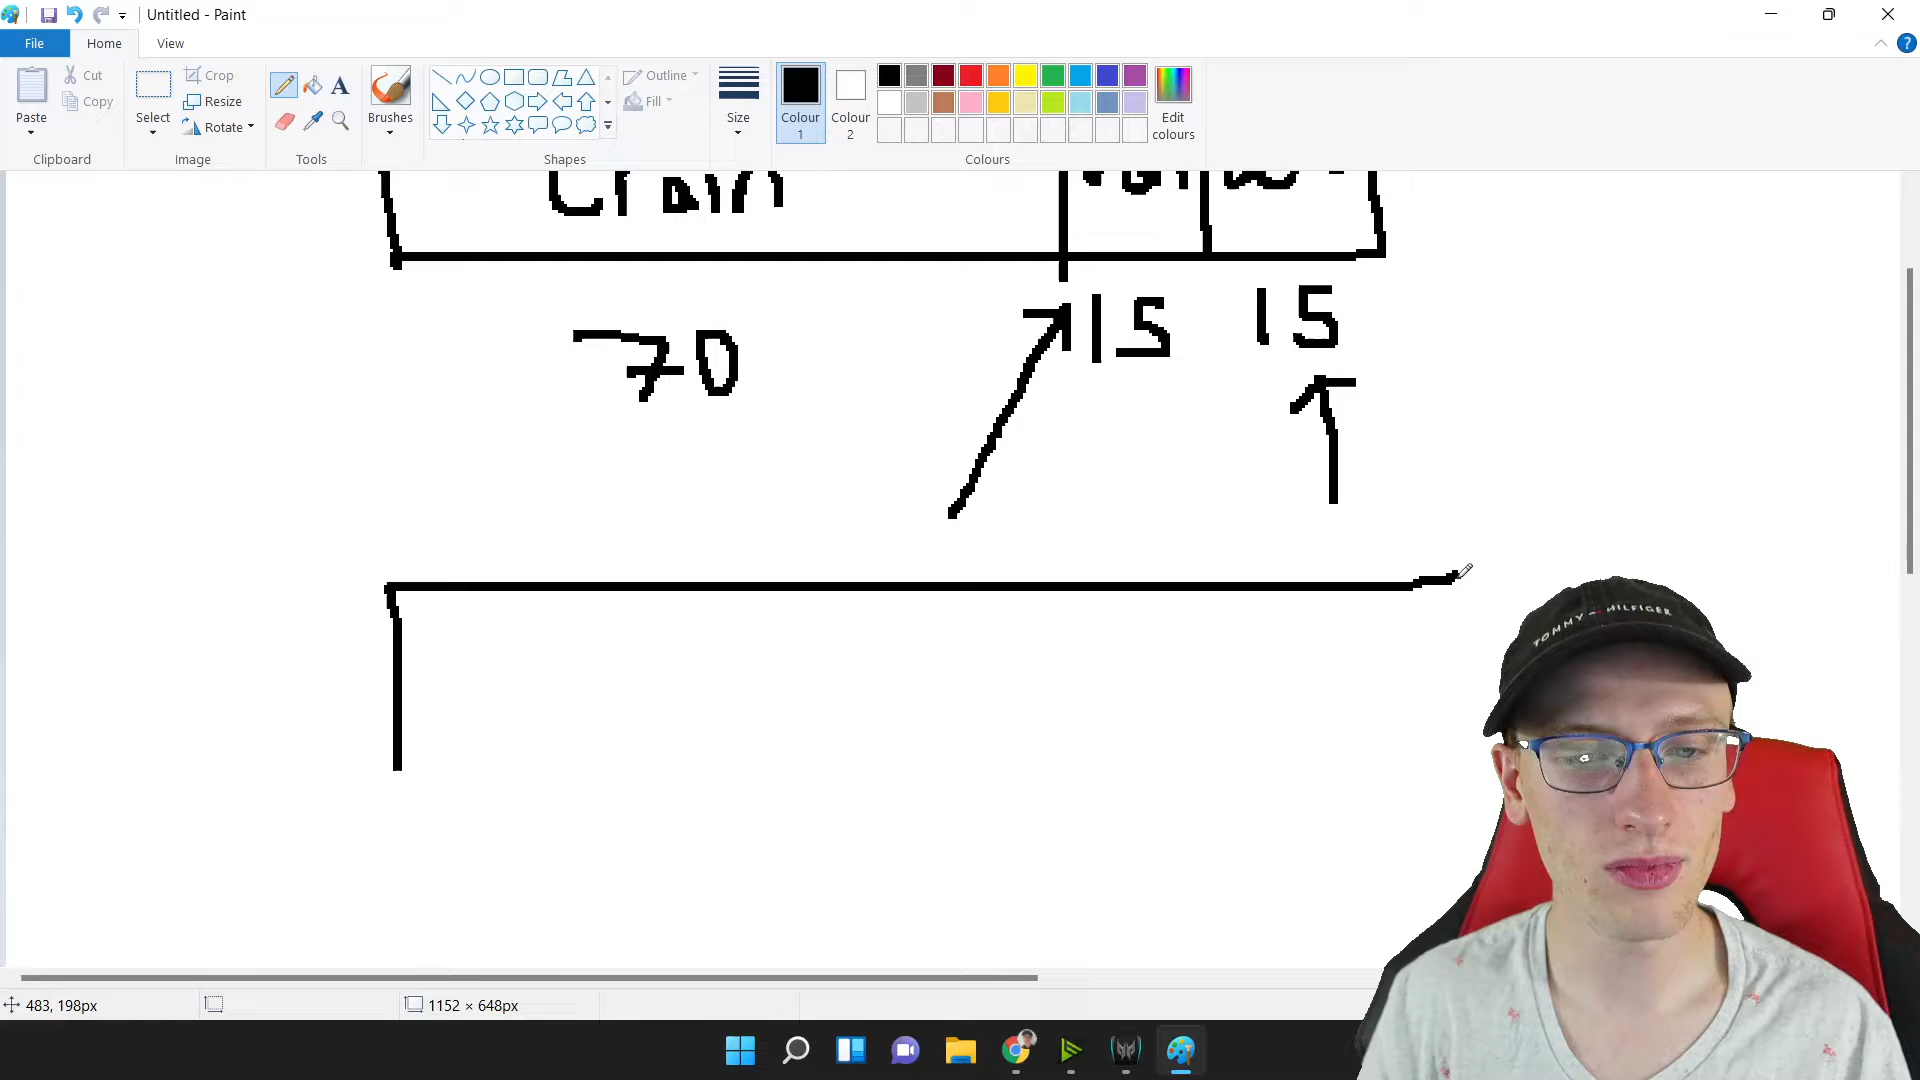 Untitled - Paint
File
Home
View
Paste
Cut
Copy
Clipboard
Select
Crop
Resize
Rotate
Image
Tools
Brushes
Shapes
Outline
Fill
Size
Colour
1
Colour
2
Edit
colours
Colours
70
15
15
TOMMY HILFIGER
483, 198px
1152 × 648px